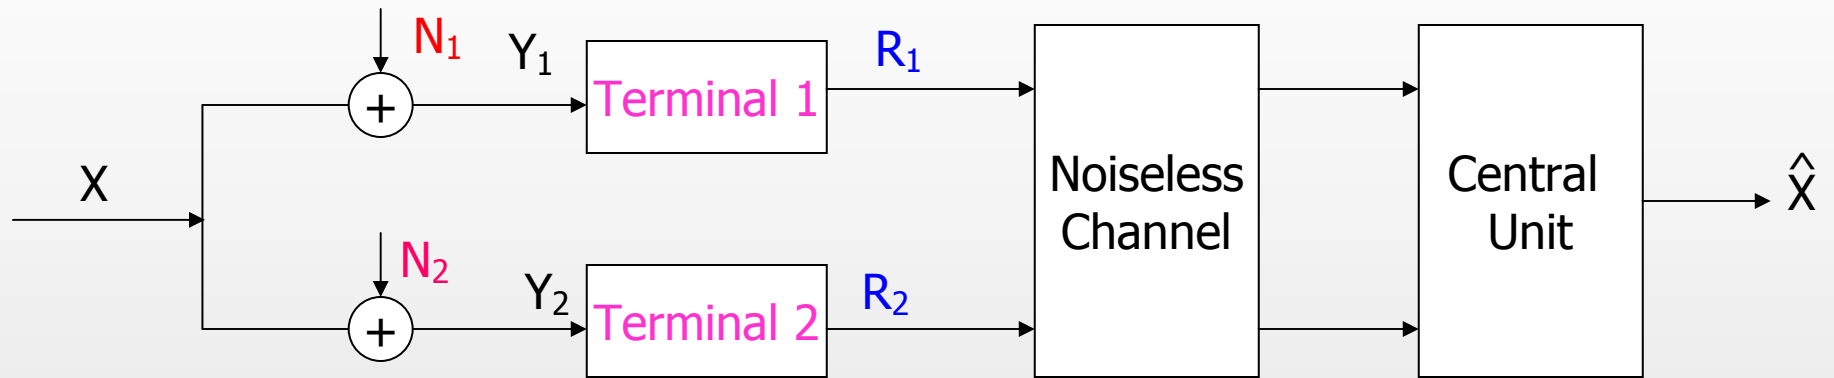 N₁
Y₁
Terminal 1
R₁
X
+
Noiseless
Channel
Central
Unit
X̂
N₂
Y₂
Terminal 2
R₂
+